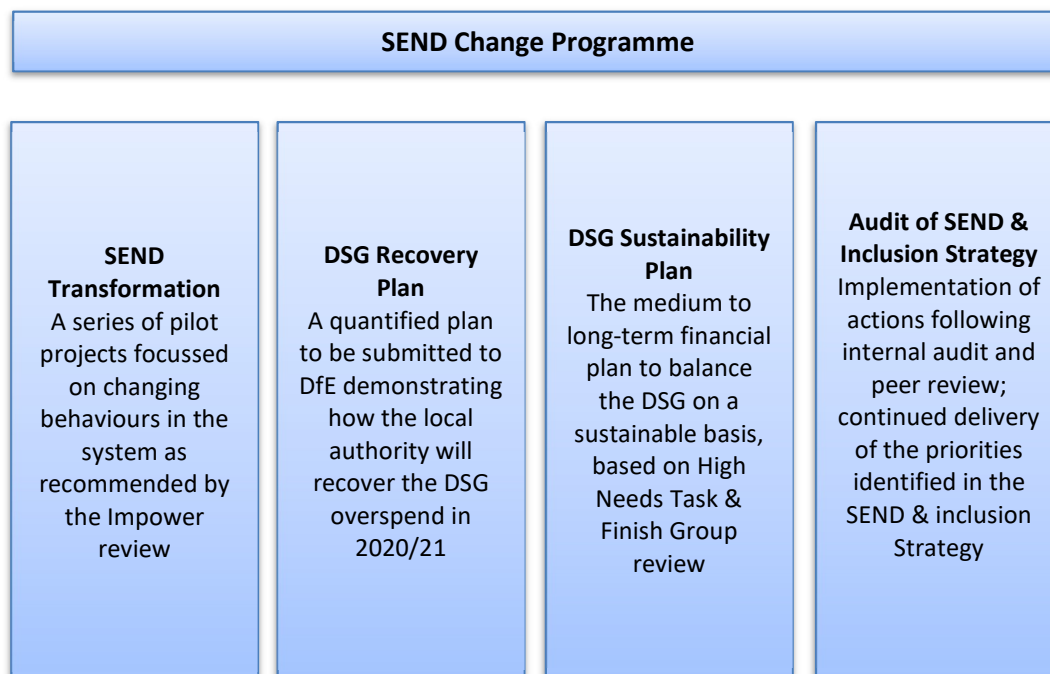 SEND Change Programme
SEND
Transformation
A series of pilot
projects focussed
on changing
behaviours in the
system as
recommended by
the Impower
review
DSG Recovery
Plan
A quantified plan
to be submitted to
DfE demonstrating
how the local
authority will
recover the DSG
overspend in
2020/21
DSG Sustainability
Plan
The medium to
long-term financial
plan to balance
the DSG on a
sustainable basis,
based on High
Needs Task &
Finish Group
review
Audit of SEND &
Inclusion Strategy
Implementation of
actions following
internal audit and
peer review;
continued delivery
of the priorities
identified in the
SEND & inclusion
Strategy